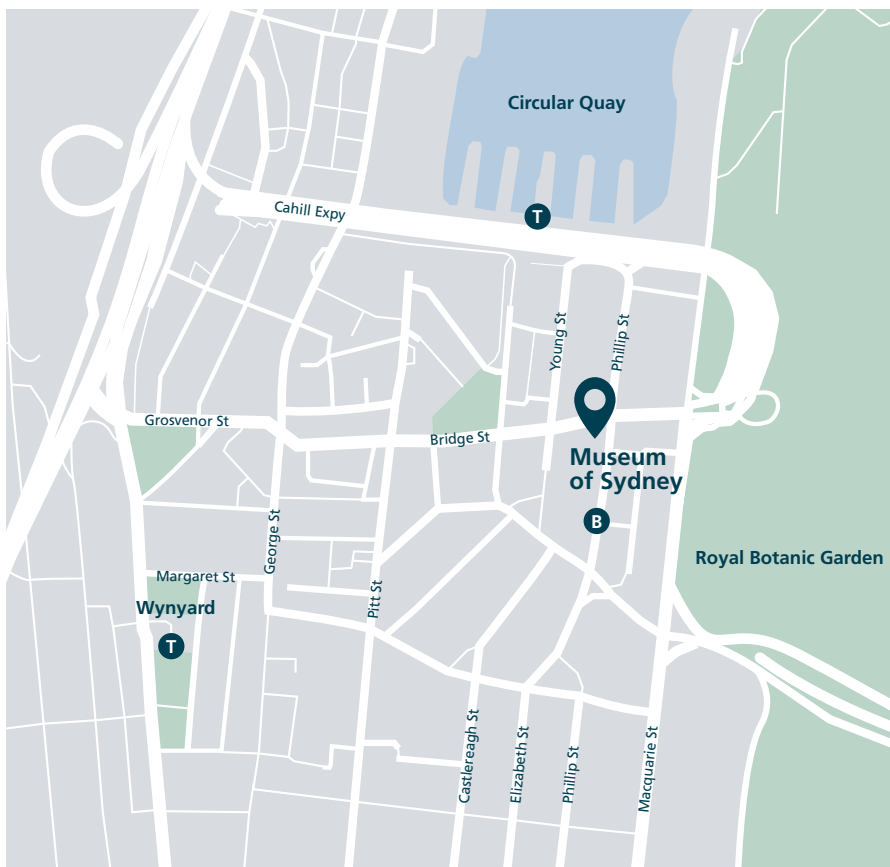 Circular Quay
Cahill Expy
T
Young St
Phillip St
Grosvenor St
Bridge St
Museum
of Sydney
B
George St
Royal Botanic Garden
Margaret St
Pitt St
Wynyard
T
Castlereagh St
Elizabeth St
Phillip St
Macquarie St